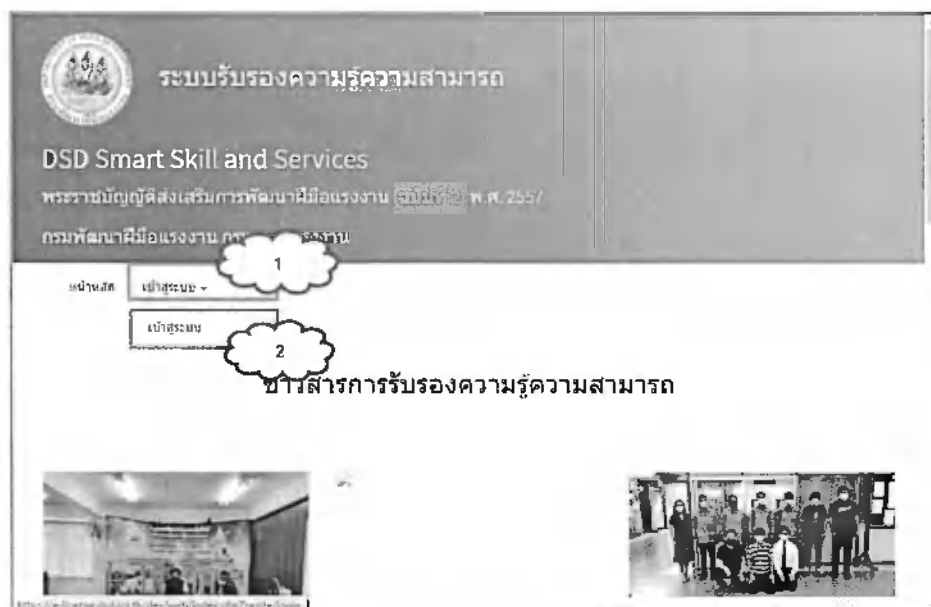 ระบบรับรองความรู้ความสามารถ
DSD Smart Skill and Services
พระราชบัญญัติส่งเสริมการพัฒนาฝีมือแรงงาน พ.ศ. 2557
กรมพัฒนาฝีมือแรงงาน
1
หน้าหลัก เข้าสู่ระบบ
เข้าสู่ระบบ
2
ข่าวสารการรับรองความรู้ความสามารถ